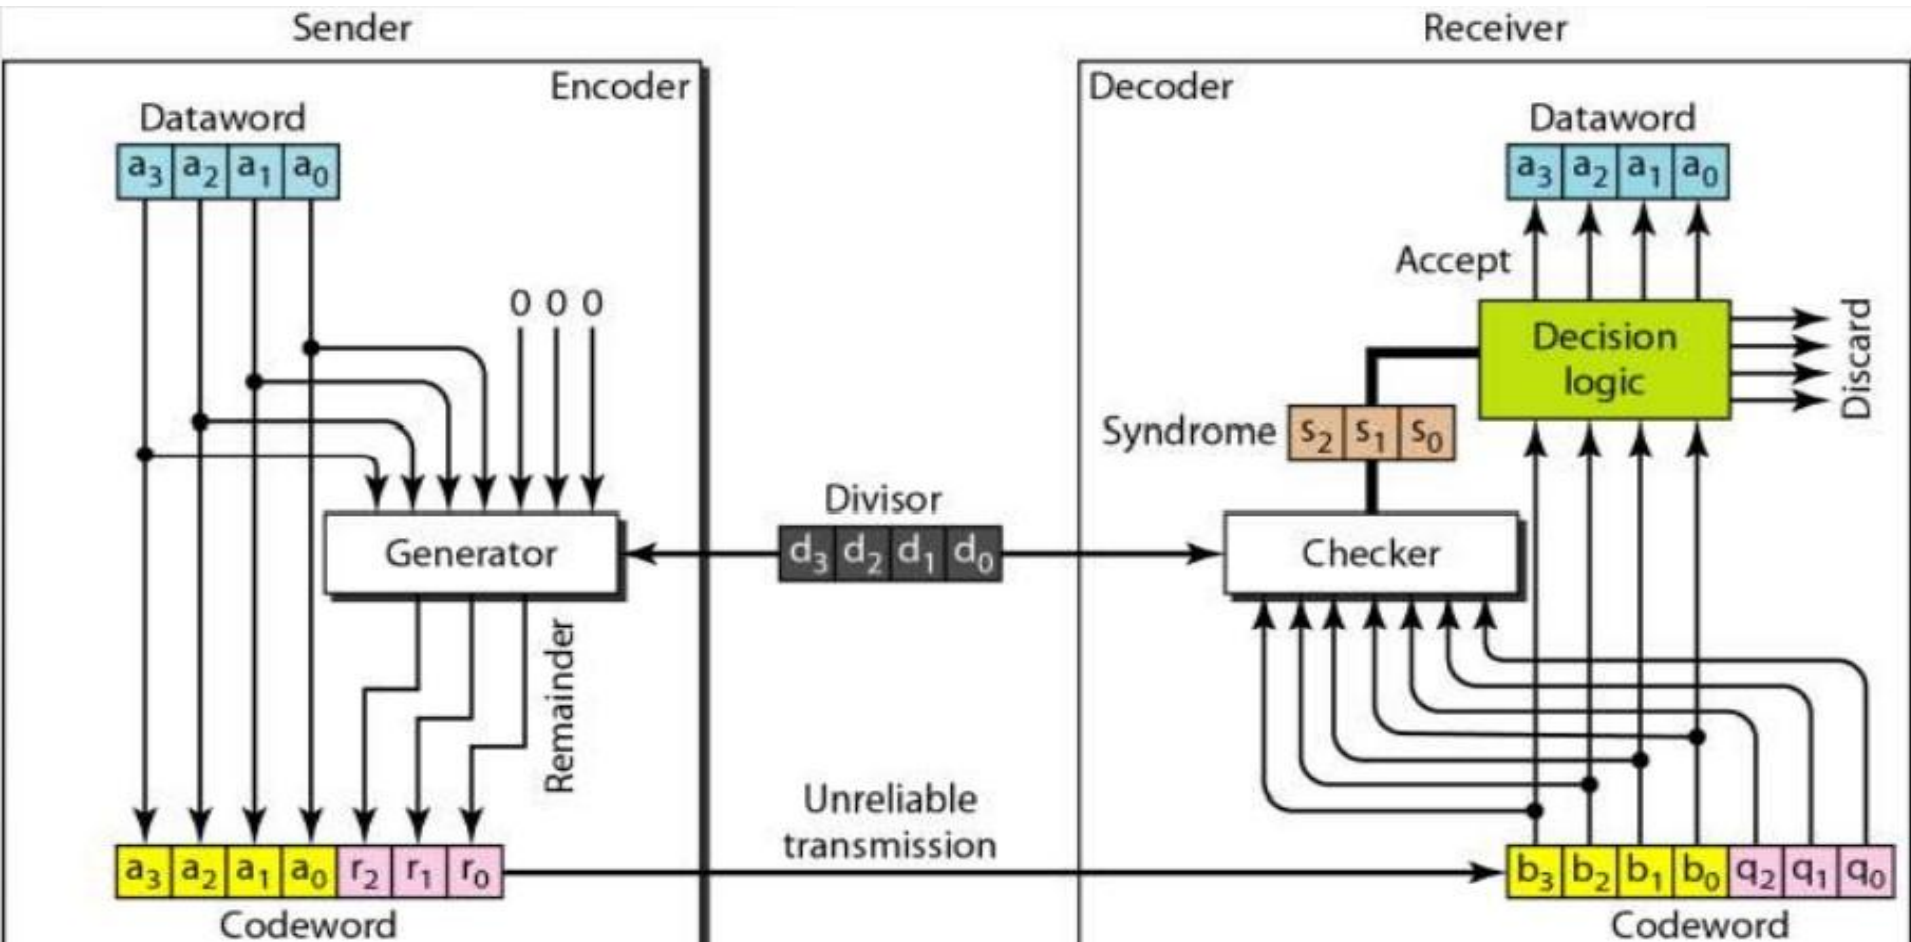 Sender
Encoder
Dataword
a3 a2 a1 a0
0 0 0
Generator
Remainder
a3 a2 a1 a0 r2 r1 r0
Codeword
Divisor
d3 d2 d1 d0
Unreliable
transmission
Receiver
Decoder
Dataword
a3 a2 a1 a0
Accept
Decision
logic
Discard
Syndrome s2 s1 s0
Checker
b3 b2 b1 b0 q2 q1 q0
Codeword